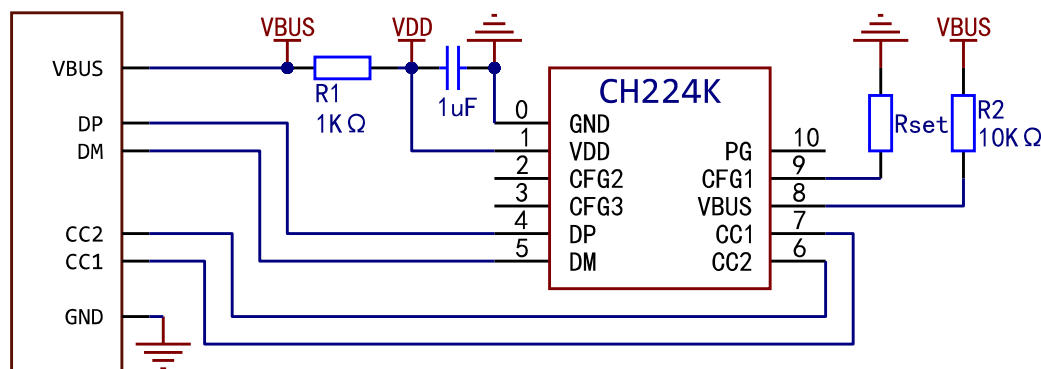 VBUS
VDD
VBUS
VBUS
R1
1KΩ
1uF
CH224K
Rset
R2
10KΩ
DP
DM
CC2
CC1
GND
0
GND
1
VDD
2
CFG2
3
CFG3
4
DP
5
DM
PG
10
CFG1
9
VBUS
8
CC1
7
CC2
6